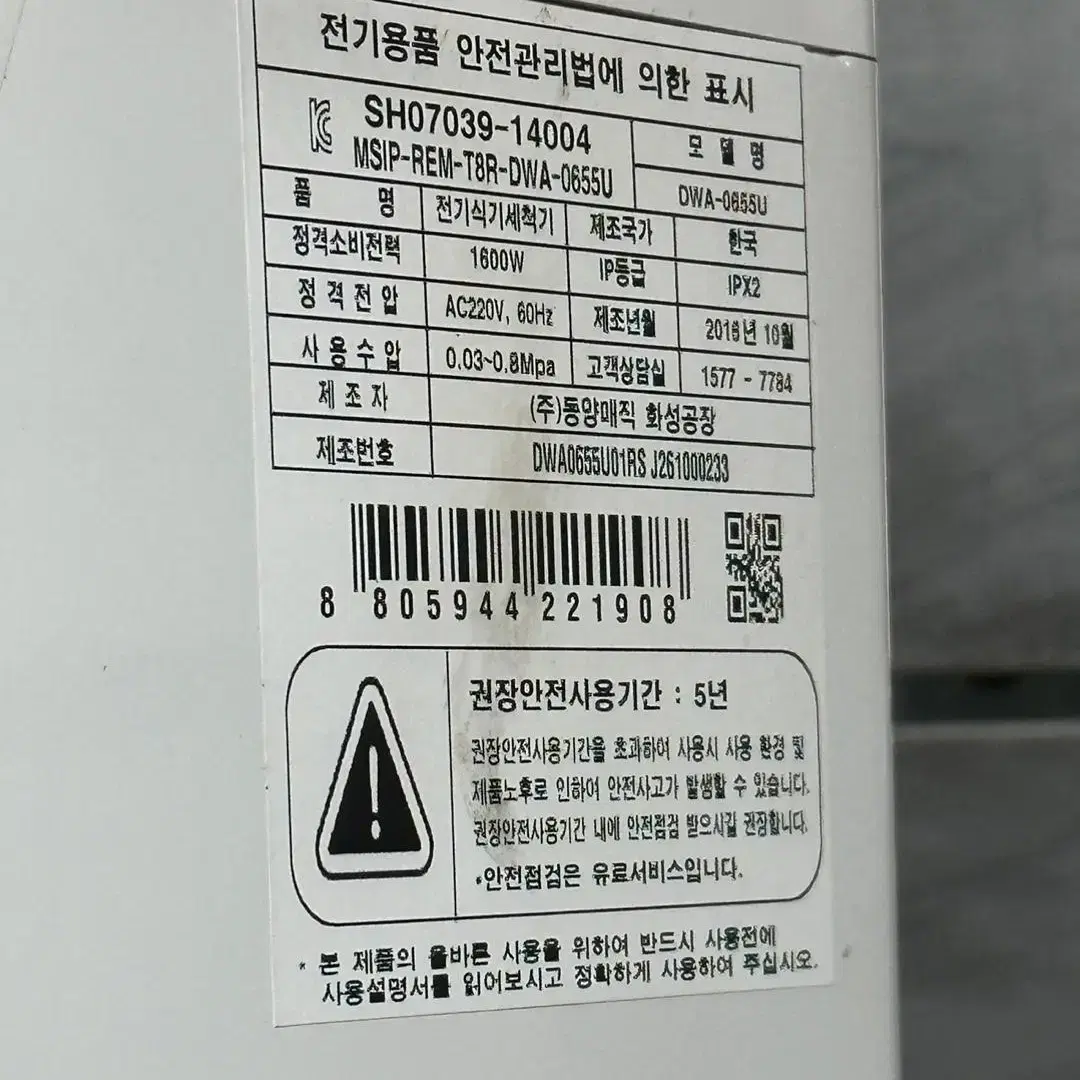 전기용품 안전관리법에 의한 표시
SH07039-14004
MSIP-REM-T8R-DWA-0655U
모 델 명
DWA-0655U
품 명 전기식기세척기 제조국가 한국
정격소비전력 1600W IP등급 IPX2
정 격 전 압 AC220V, 60Hz 제조년월 2016년 10월
사 용 수 압 0.03~0.8Mpa 고객상담실 1577 - 7784
제 조 자 (주)동양매직 화성공장
제조번호 DWA0655U01RS J261000233
8 805944 221908
권장안전사용기간 : 5년
권장안전사용기간을 초과하여 사용시 사용 환경 및
제품노후로 인하여 안전사고가 발생할 수 있습니다.
권장안전사용기간 내에 안전점검 받으시길 권장합니다.
*안전점검은 유료서비스입니다.
* 본 제품의 올바른 사용을 위하여 반드시 사용전에
사용설명서를 읽어보시고 정확하게 사용하여 주십시오.